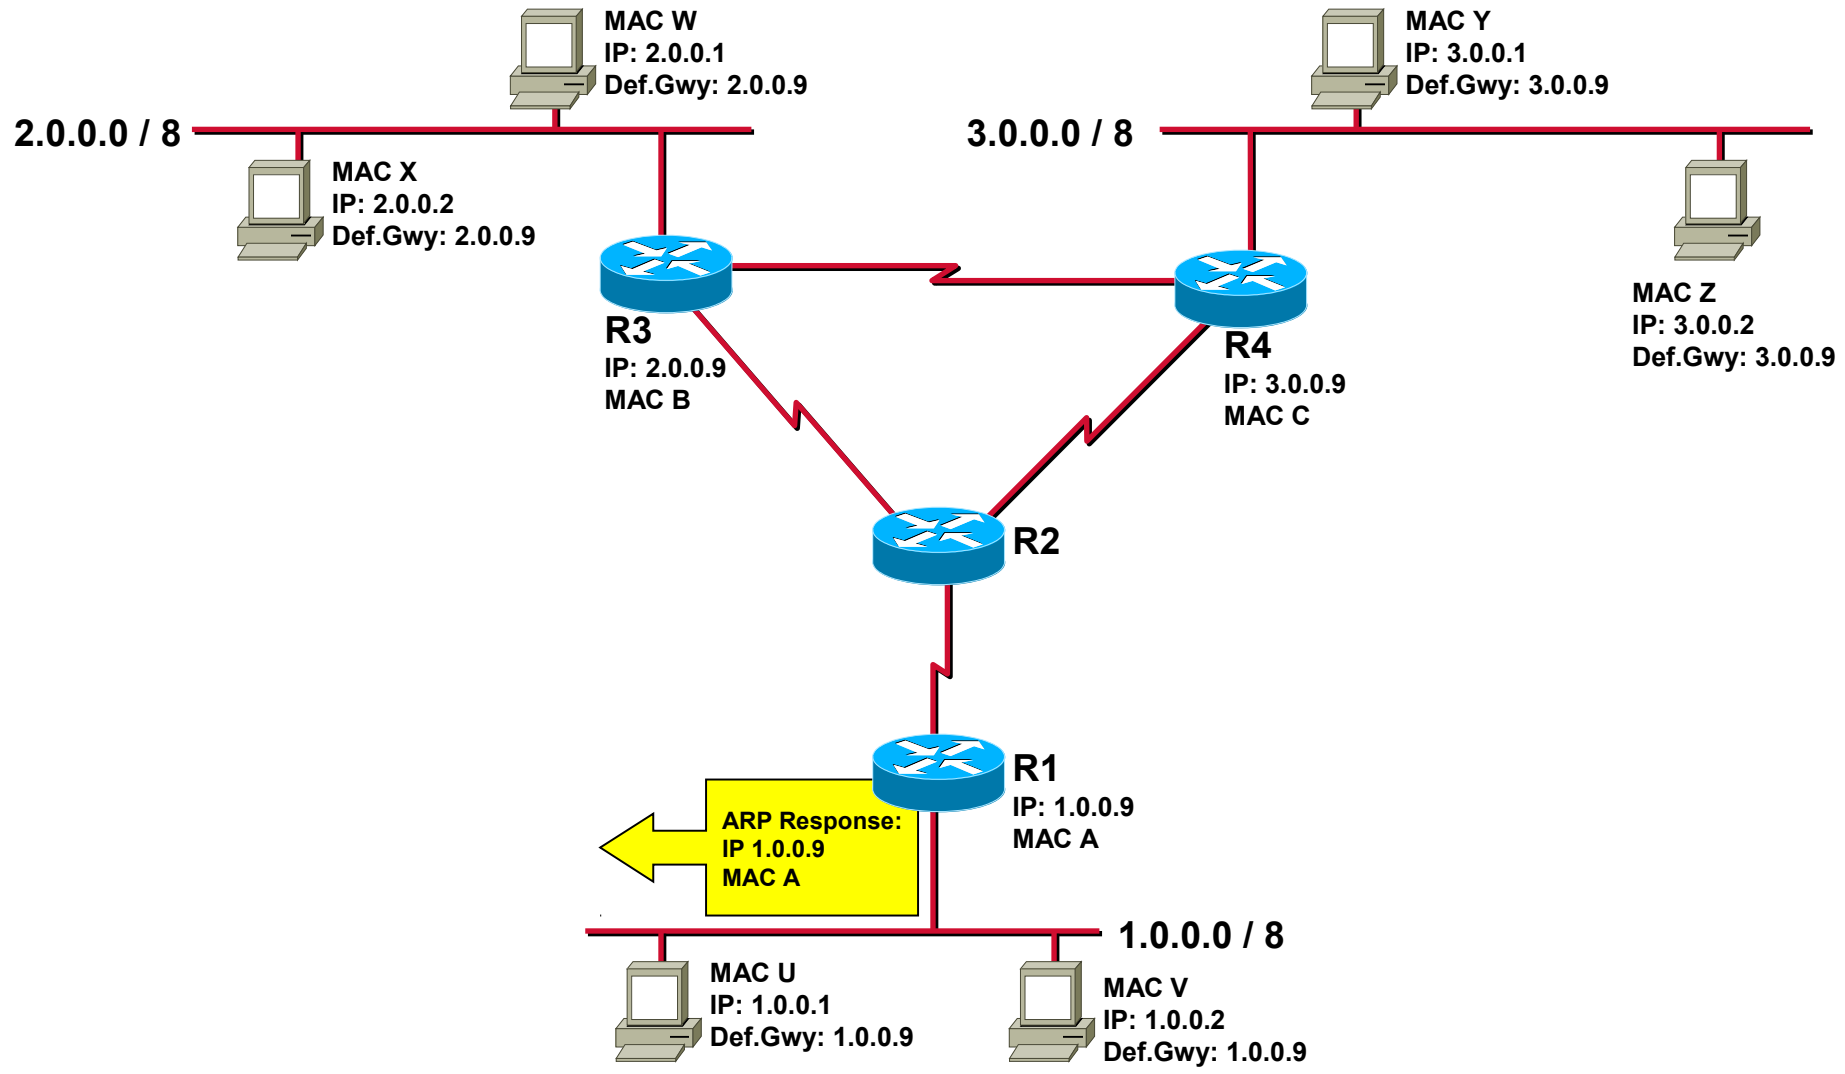 MAC W
IP: 2.0.0.1
Def.Gwy: 2.0.0.9
MAC Y
IP: 3.0.0.1
Def.Gwy: 3.0.0.9
2.0.0.0 / 8
3.0.0.0 / 8
MAC X
IP: 2.0.0.2
Def.Gwy: 2.0.0.9
MAC Z
IP: 3.0.0.2
Def.Gwy: 3.0.0.9
R3
IP: 2.0.0.9
MAC B
R4
IP: 3.0.0.9
MAC C
R2
R1
IP: 1.0.0.9
MAC A
ARP Response:
IP 1.0.0.9
MAC A
1.0.0.0 / 8
MAC U
IP: 1.0.0.1
Def.Gwy: 1.0.0.9
MAC V
IP: 1.0.0.2
Def.Gwy: 1.0.0.9